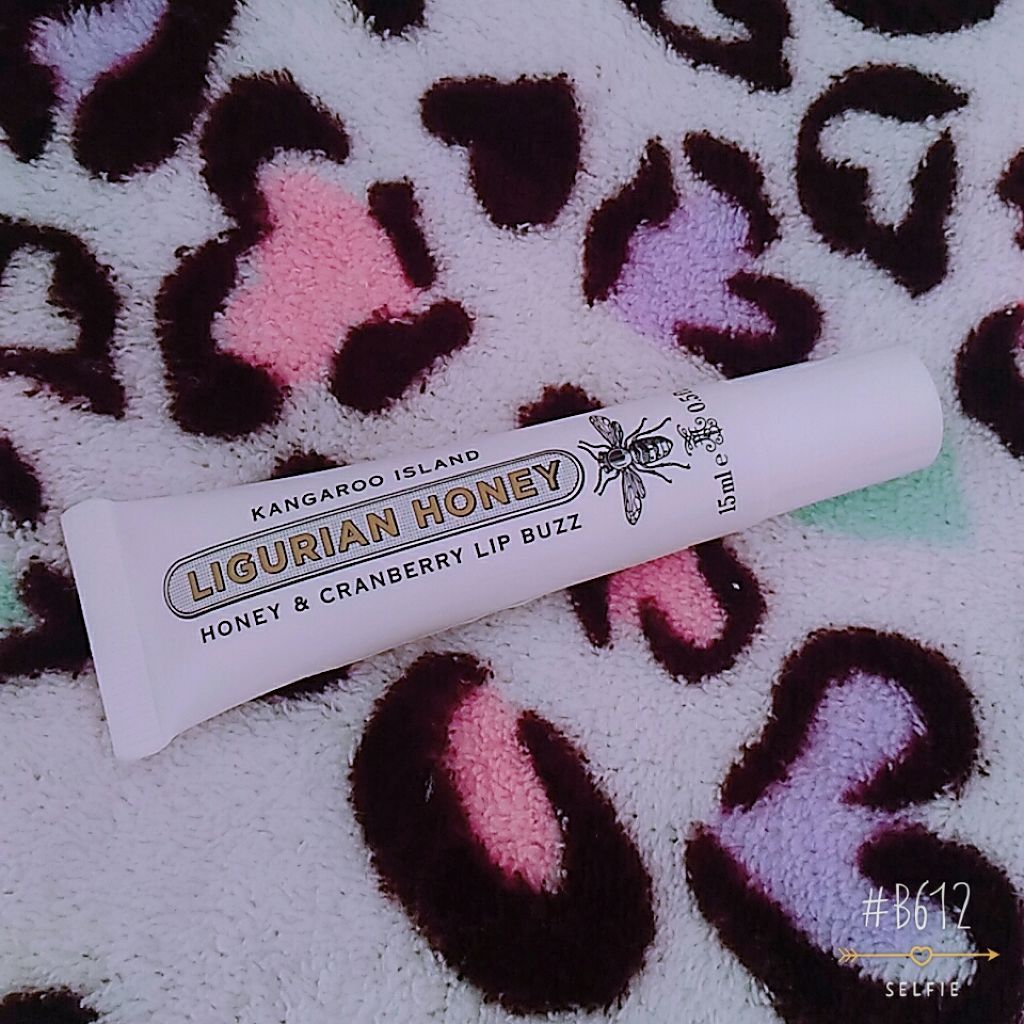 KANGAROO ISLAND
LIGURIAN HONEY
HONEY & CRANBERRY LIP BUZZ
15ml e
#B612
SELFIE